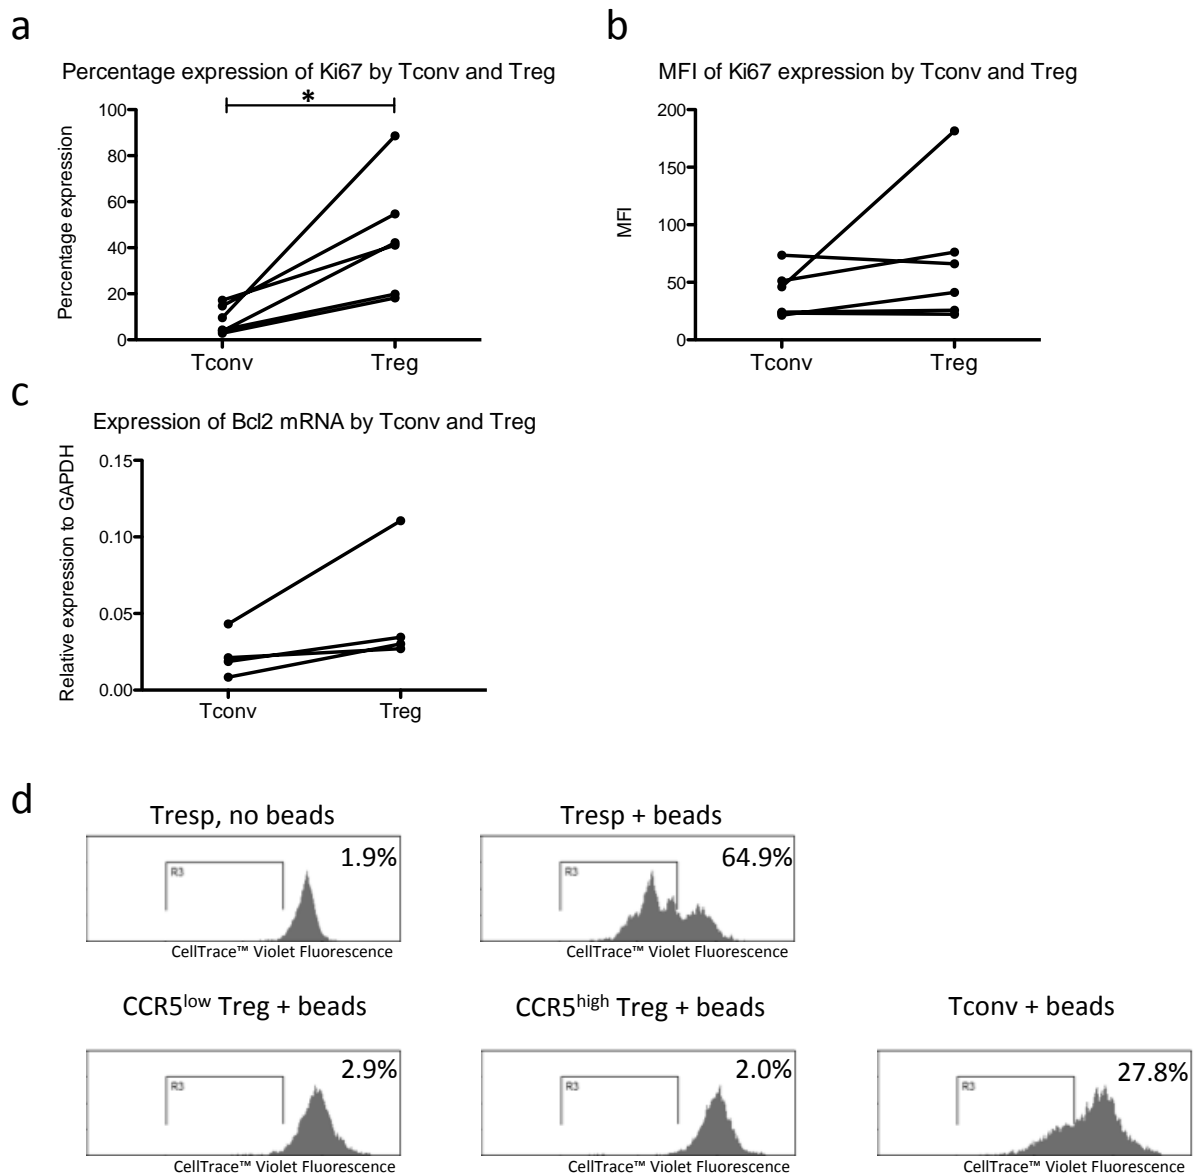 a
Percentage expression of Ki67 by Tconv and Treg
*
100
80
60
40
20
0
Percentage expression
Tconv
Treg
b
MFI of Ki67 expression by Tconv and Treg
200
150
100
50
0
MFI
Tconv
Treg
c
Expression of Bcl2 mRNA by Tconv and Treg
0.15
0.10
0.05
0.00
Relative expression to GAPDH
Tconv
Treg
d
Tresp, no beads
R3
1.9%
CellTrace™ Violet Fluorescence
Tresp + beads
R3
64.9%
CellTrace™ Violet Fluorescence
CCR5low Treg + beads
R3
2.9%
CellTrace™ Violet Fluorescence
CCR5high Treg + beads
R3
2.0%
CellTrace™ Violet Fluorescence
Tconv + beads
R3
27.8%
CellTrace™ Violet Fluorescence